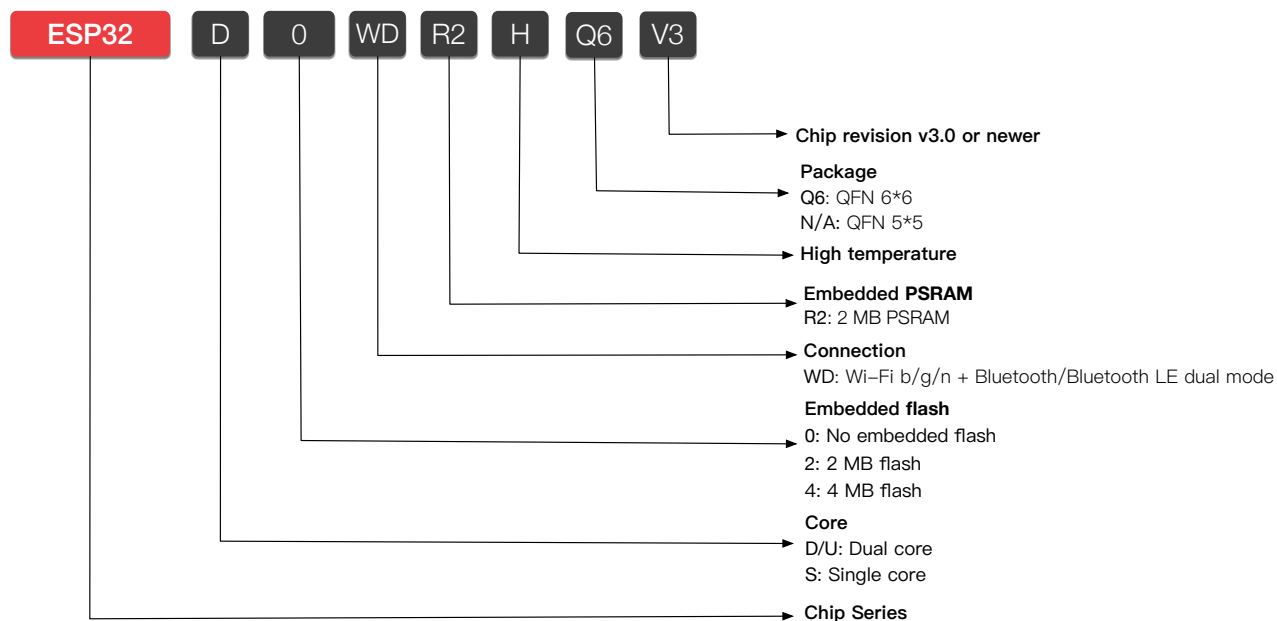 ESP32 D 0 WD R2 H Q6 V3
Chip revision v3.0 or newer
Package
Q6: QFN 6*6
N/A: QFN 5*5
High temperature
Embedded PSRAM
R2: 2 MB PSRAM
Connection
WD: Wi-Fi b/g/n + Bluetooth/Bluetooth LE dual mode
Embedded flash
0: No embedded flash
2: 2 MB flash
4: 4 MB flash
Core
D/U: Dual core
S: Single core
Chip Series